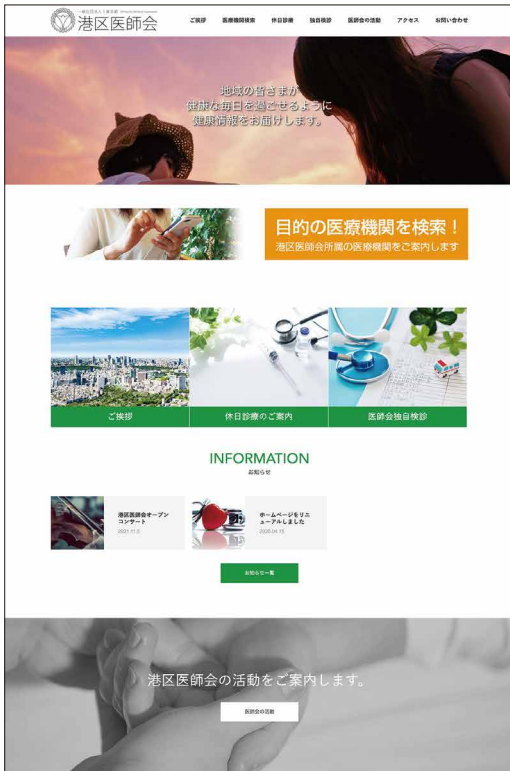 港区医師会
ご挨拶 医療機関検索 休日診療 独自検診 医師会の活動 アクセス お問い合わせ
地域の皆さまが
健康な毎日を過ごせるように
健康情報をお届けします。
目的の医療機関を検索！
港区医師会所属の医療機関をご案内します
ご挨拶 休日診療のご案内 医師会独自検診
INFORMATION
お知らせ
港区医師会オープン
コンサート
ホームページをリニ
ューアルしました
お知らせ一覧
港区医師会の活動をご案内します。
医師会の活動